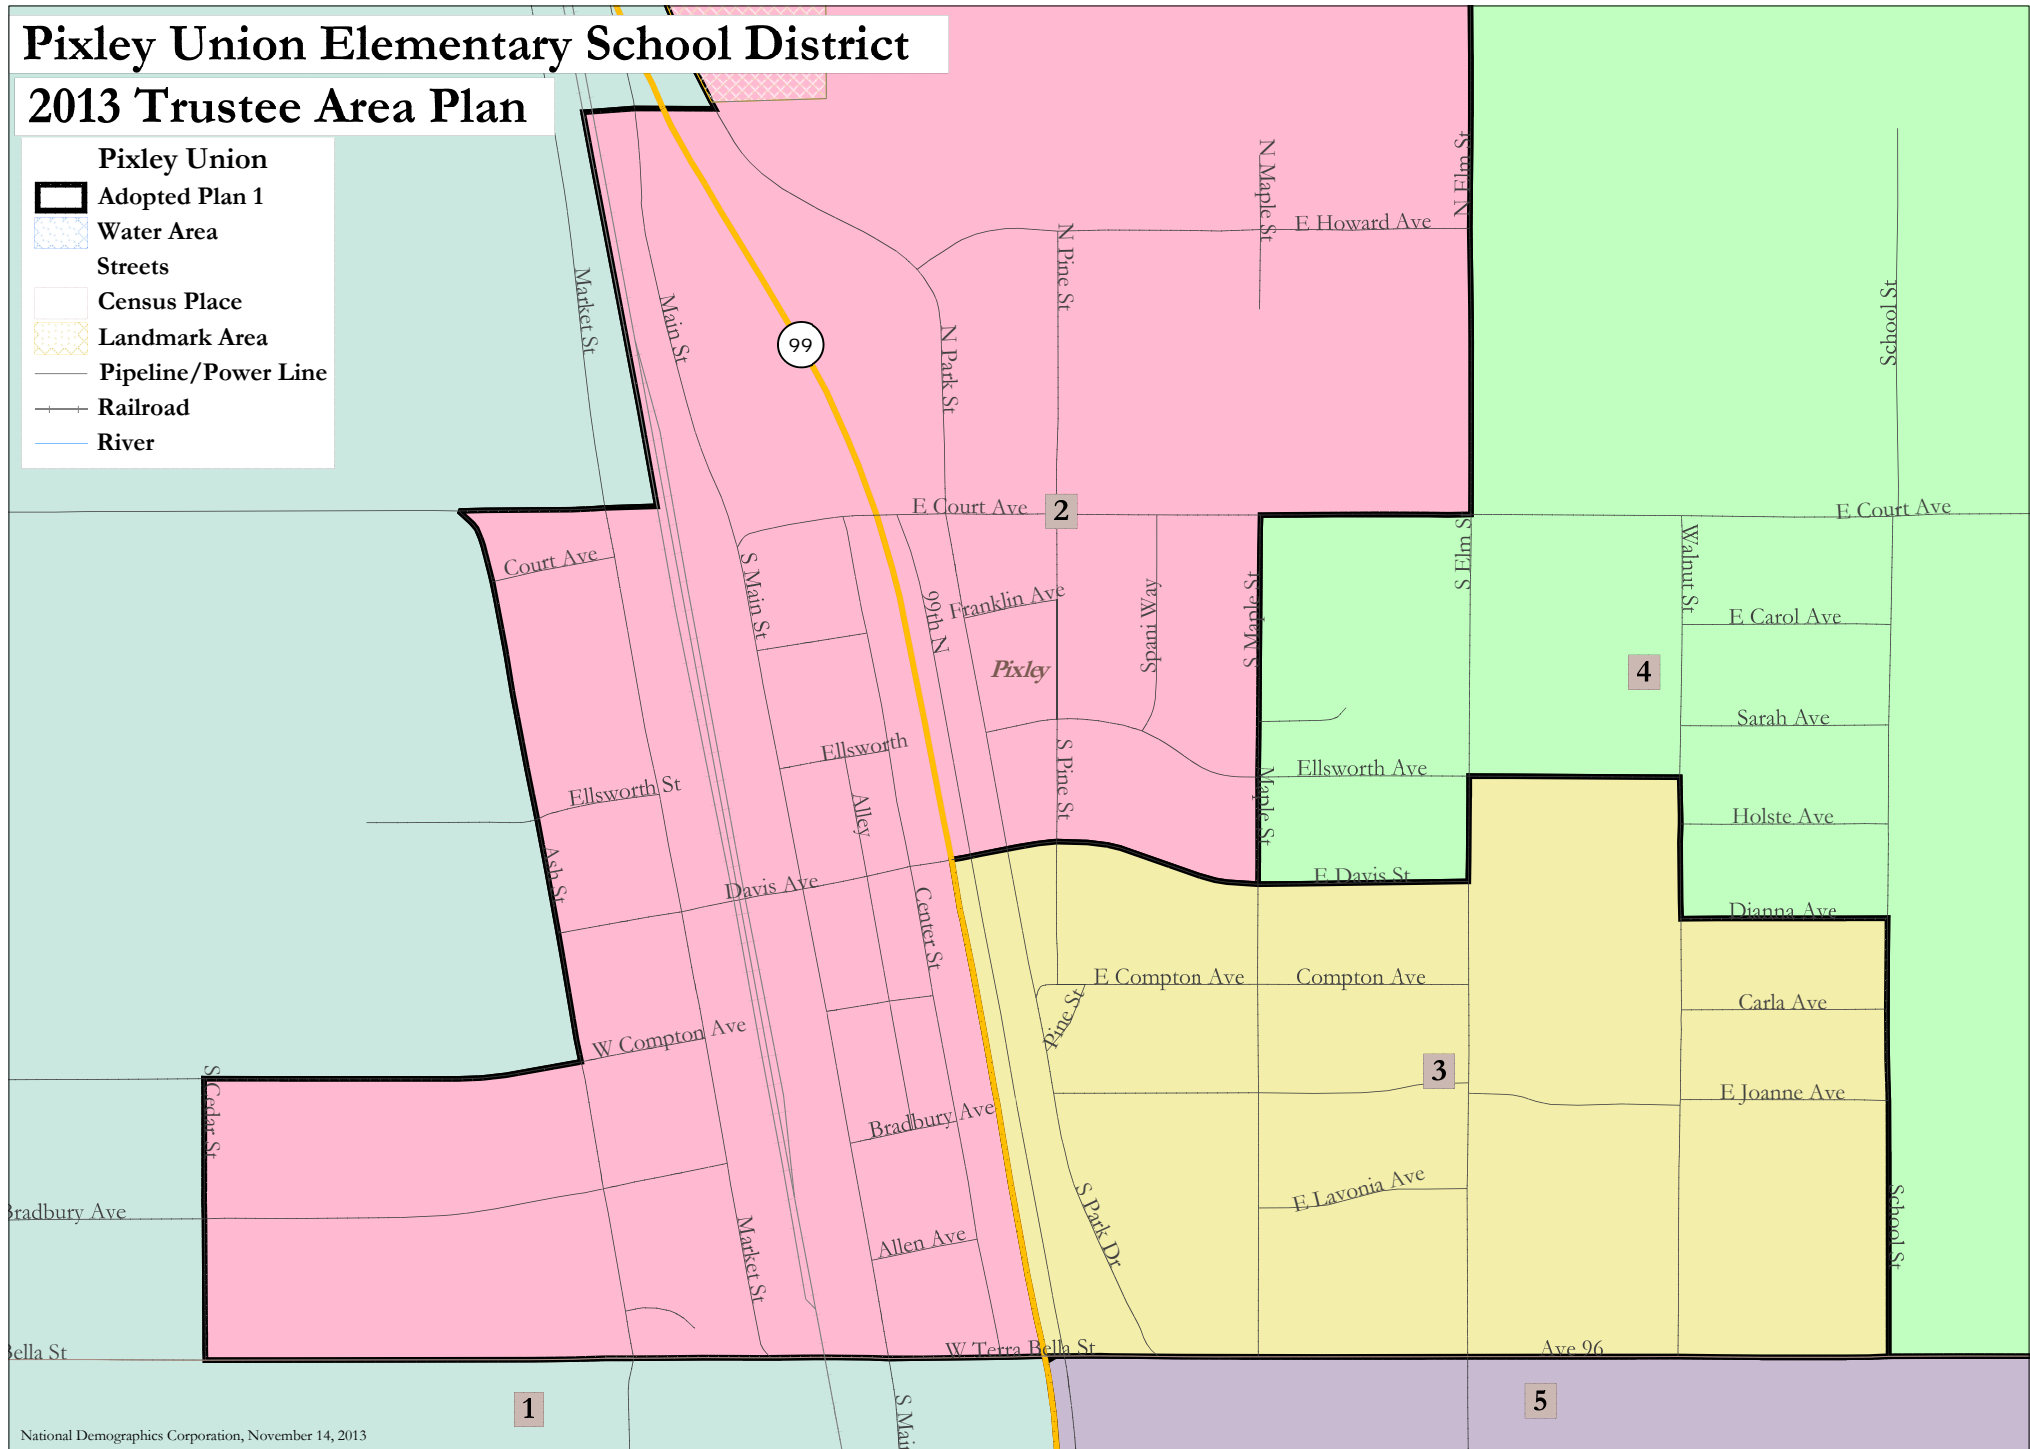 Pixley Union Elementary School District
2013 Trustee Area Plan
Pixley Union
Adopted Plan 1
Water Area
Streets
Census Place
Landmark Area
Pipeline/Power Line
Railroad
River
N Elm St
N Maple St
E Howard Ave
N Pine St
Market St
Main St
99
N Park St
School St
E Court Ave
2
E Court Ave
Court Ave
S Main St
99th N
Franklin Ave
Spani Way
S Maple St
S Elm S
Walnut St
E Carol Ave
Pixley
4
Sarah Ave
Ellsworth
Ellsworth St
Alley
S Pine St
Maple St
Ellsworth Ave
Holste Ave
Ash St
Davis Ave
Center St
E Davis St
Dianna Ave
E Compton Ave
Compton Ave
Pine St
Carla Ave
W Compton Ave
3
E Joanne Ave
S Cedar St
Bradbury Ave
Bradbury Ave
E Lavonia Ave
S Park Dr
School St
Market St
Allen Ave
Bella St
W Terra Bella St
Ave 96
1
5
S Mai
National Demographics Corporation, November 14, 2013